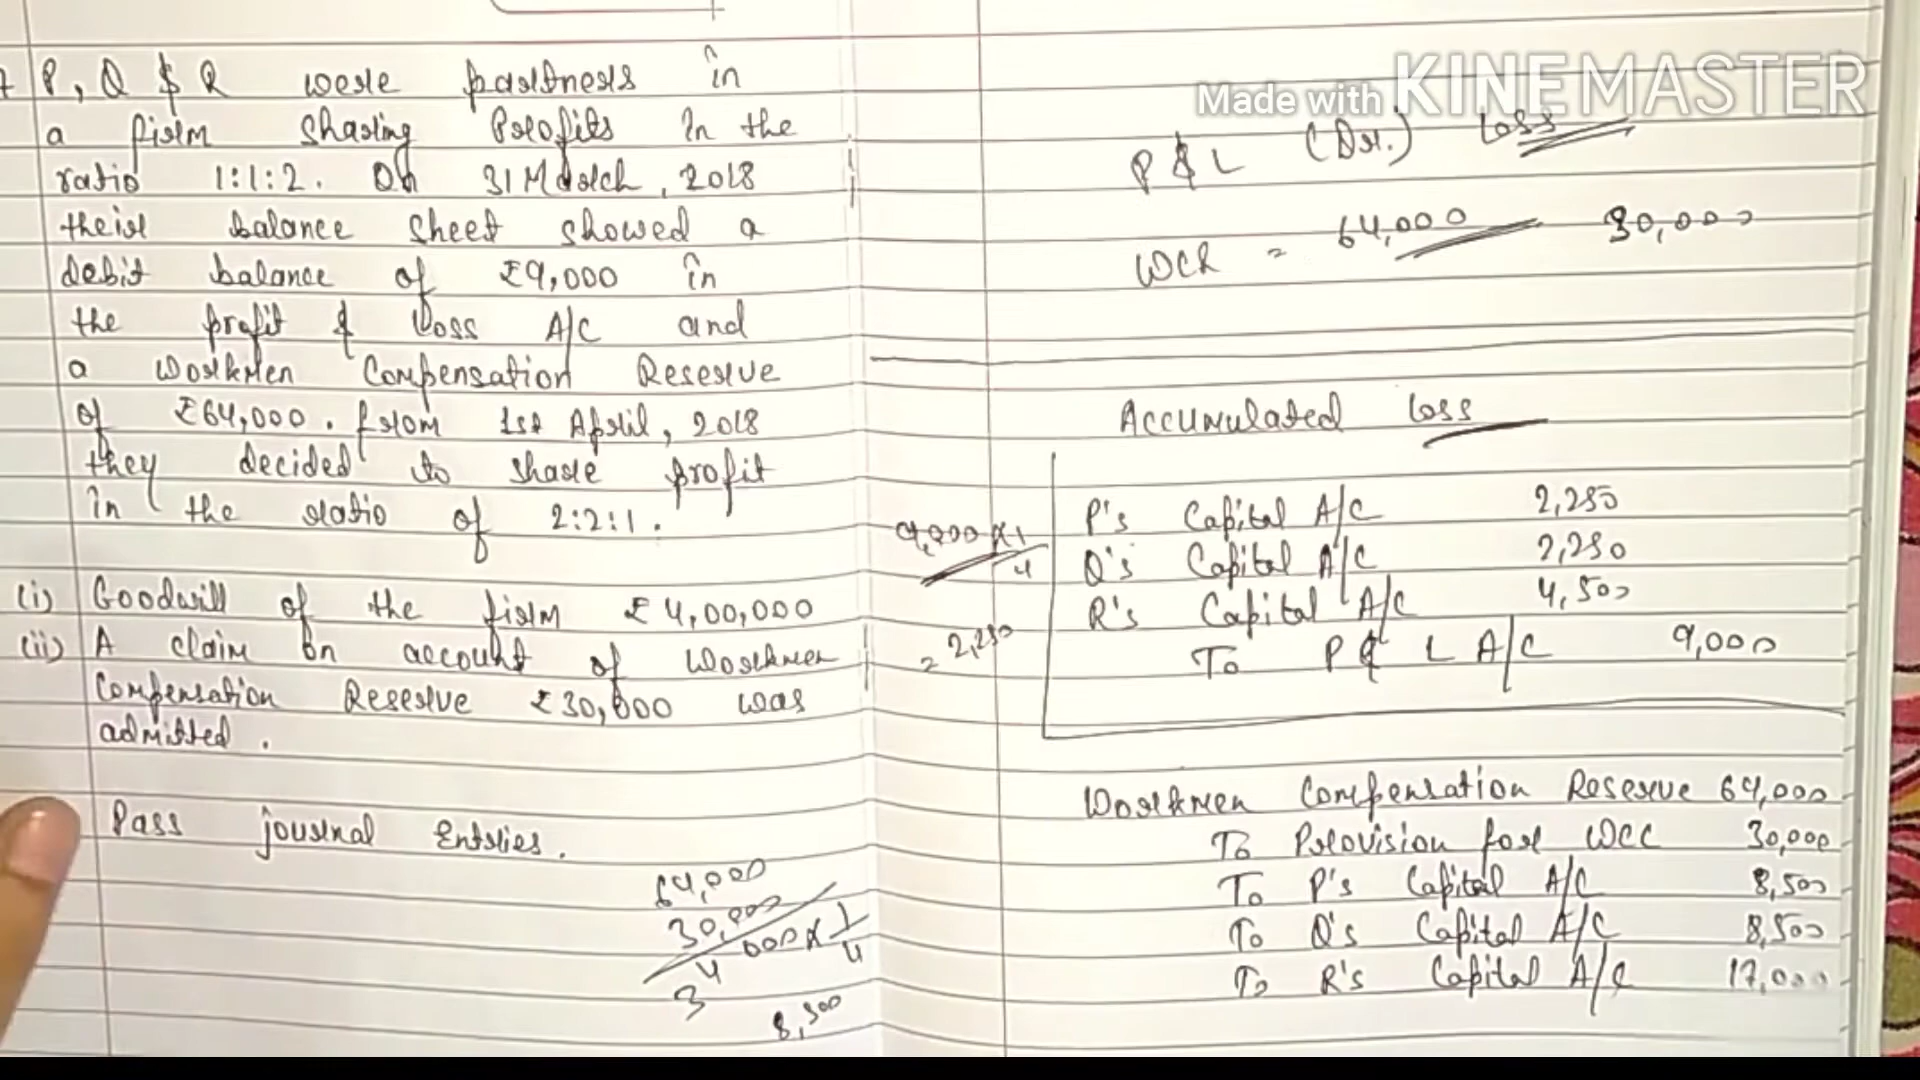 P, Q & R were partners in
a firm sharing Profits In the
ratio 1:1:2. On 31 March, 2018
their balance sheet showed a
debit balance of ₹9,000 in
the profit & Loss A/C and
a Workmen Compensation Reserve
of ₹64,000. from 1st April, 2018
they decided to share profit
in the ratio of 2:2:1.
(i) Goodwill of the firm ₹4,00,000
(ii) A claim on account of Workmen
Compensation Reserve ₹30,000 was
admitted.
Pass journal Entries.
64,000
30,000
34000 x 1/4
8,500
Made with KINEMASTER
P & L (Dr.) Loss
WCR = 64,000 30,000
Accumulated Loss
9,000 x 1/4
= 2,250
P's Capital A/C 2,250
Q's Capital A/C 2,250
R's Capital A/C 4,500
To P & L A/C 9,000
Workmen Compensation Reserve 64,000
To Provision for WCC 30,000
To P's Capital A/C 8,500
To Q's Capital A/C 8,500
To R's Capital A/C 17,000